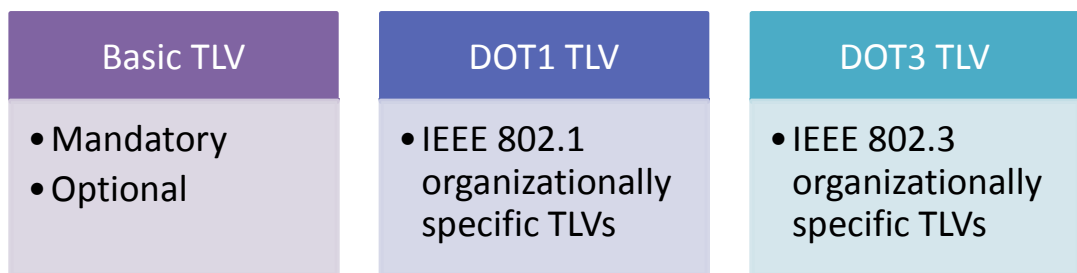 Basic TLV
• Mandatory
• Optional
DOT1 TLV
• IEEE 802.1
organizationally
specific TLVs
DOT3 TLV
• IEEE 802.3
organizationally
specific TLVs